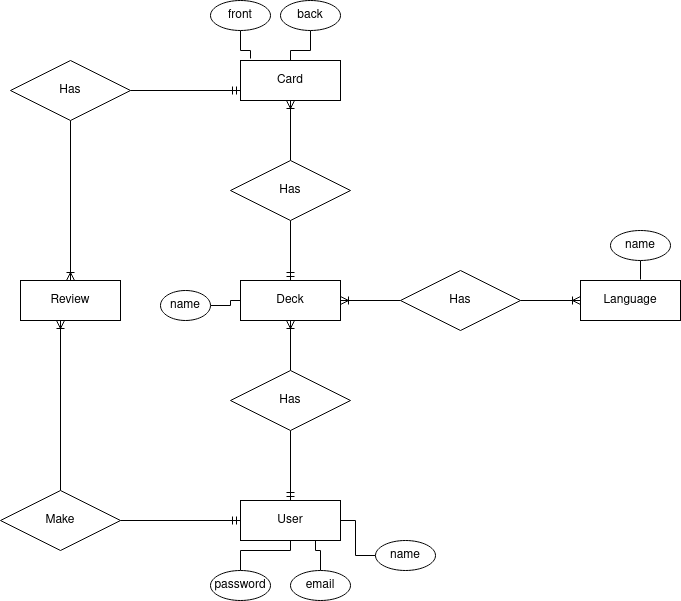 front
back
Has
Card
Has
name
Review
name
Deck
Has
Language
Has
Make
User
name
password
email